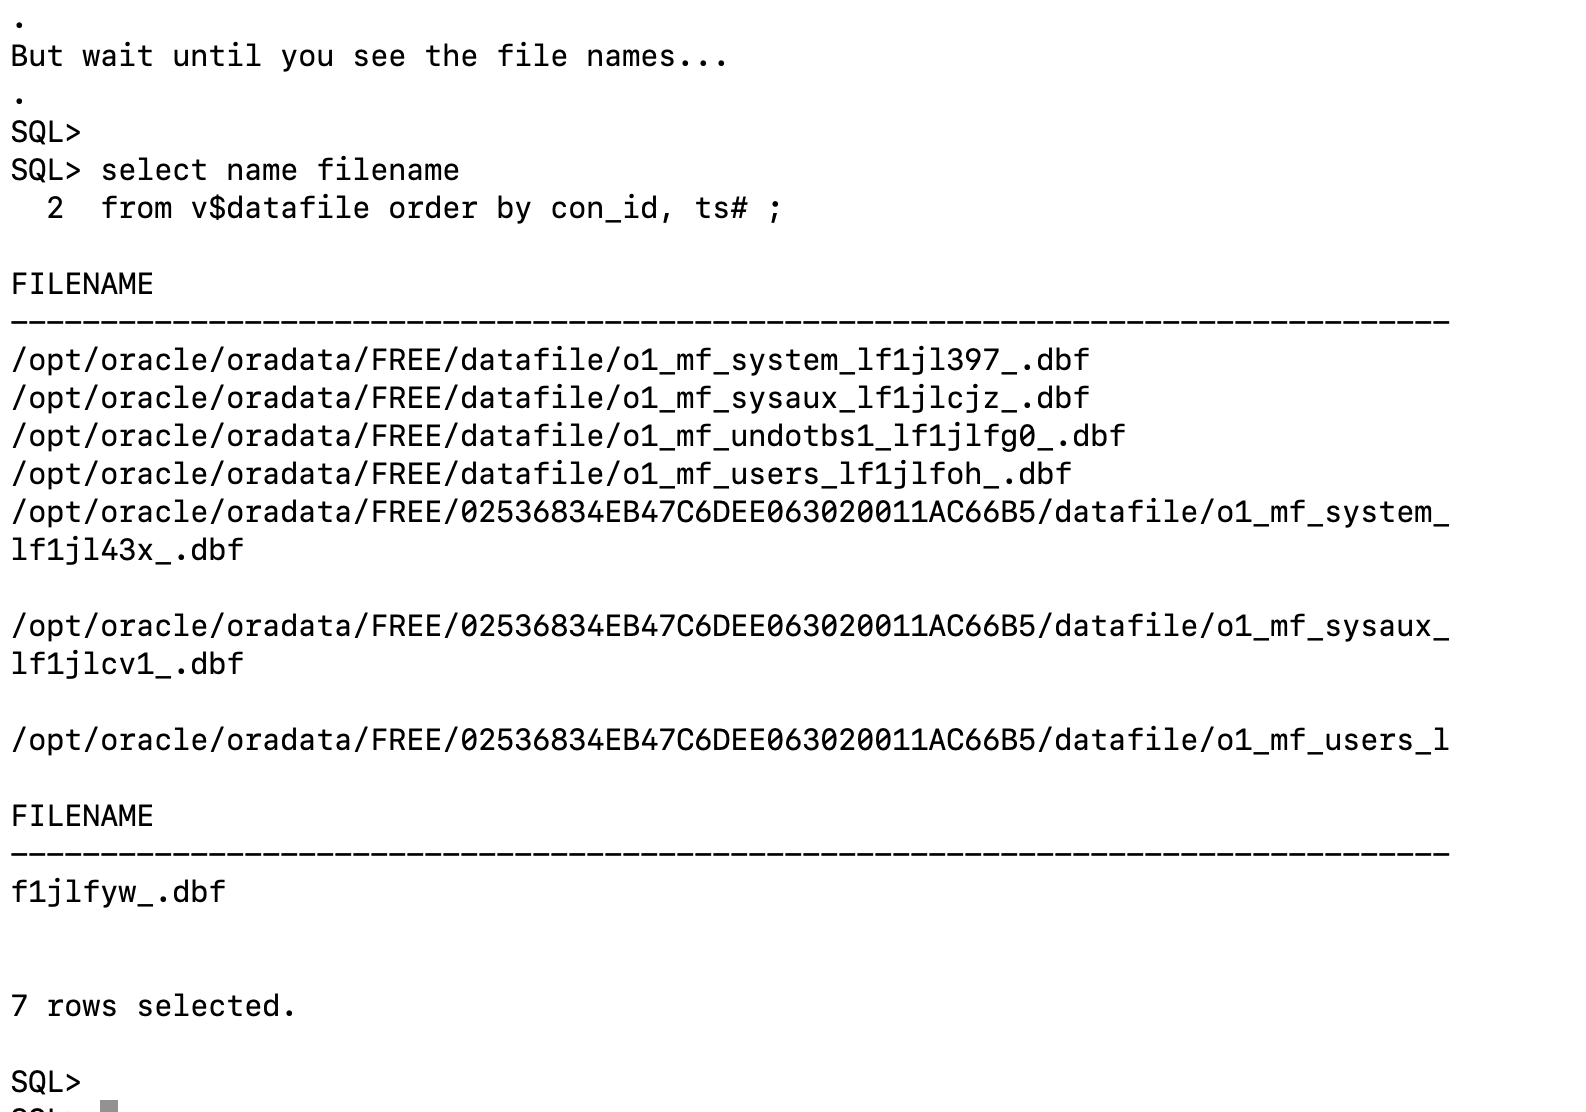 .
But wait until you see the file names...
.
SQL>
SQL> select name filename
  2  from v$datafile order by con_id, ts# ;
FILENAME
--------------------------------------------------------------------------------
/opt/oracle/oradata/FREE/datafile/o1_mf_system_lf1jl397_.dbf
/opt/oracle/oradata/FREE/datafile/o1_mf_sysaux_lf1jlcjz_.dbf
/opt/oracle/oradata/FREE/datafile/o1_mf_undotbs1_lf1jlfg0_.dbf
/opt/oracle/oradata/FREE/datafile/o1_mf_users_lf1jlfoh_.dbf
/opt/oracle/oradata/FREE/02536834EB47C6DEE063020011AC66B5/datafile/o1_mf_system_
lf1jl43x_.dbf
/opt/oracle/oradata/FREE/02536834EB47C6DEE063020011AC66B5/datafile/o1_mf_sysaux_
lf1jlcv1_.dbf
/opt/oracle/oradata/FREE/02536834EB47C6DEE063020011AC66B5/datafile/o1_mf_users_l
FILENAME
--------------------------------------------------------------------------------
f1jlfyw_.dbf
7 rows selected.
SQL>